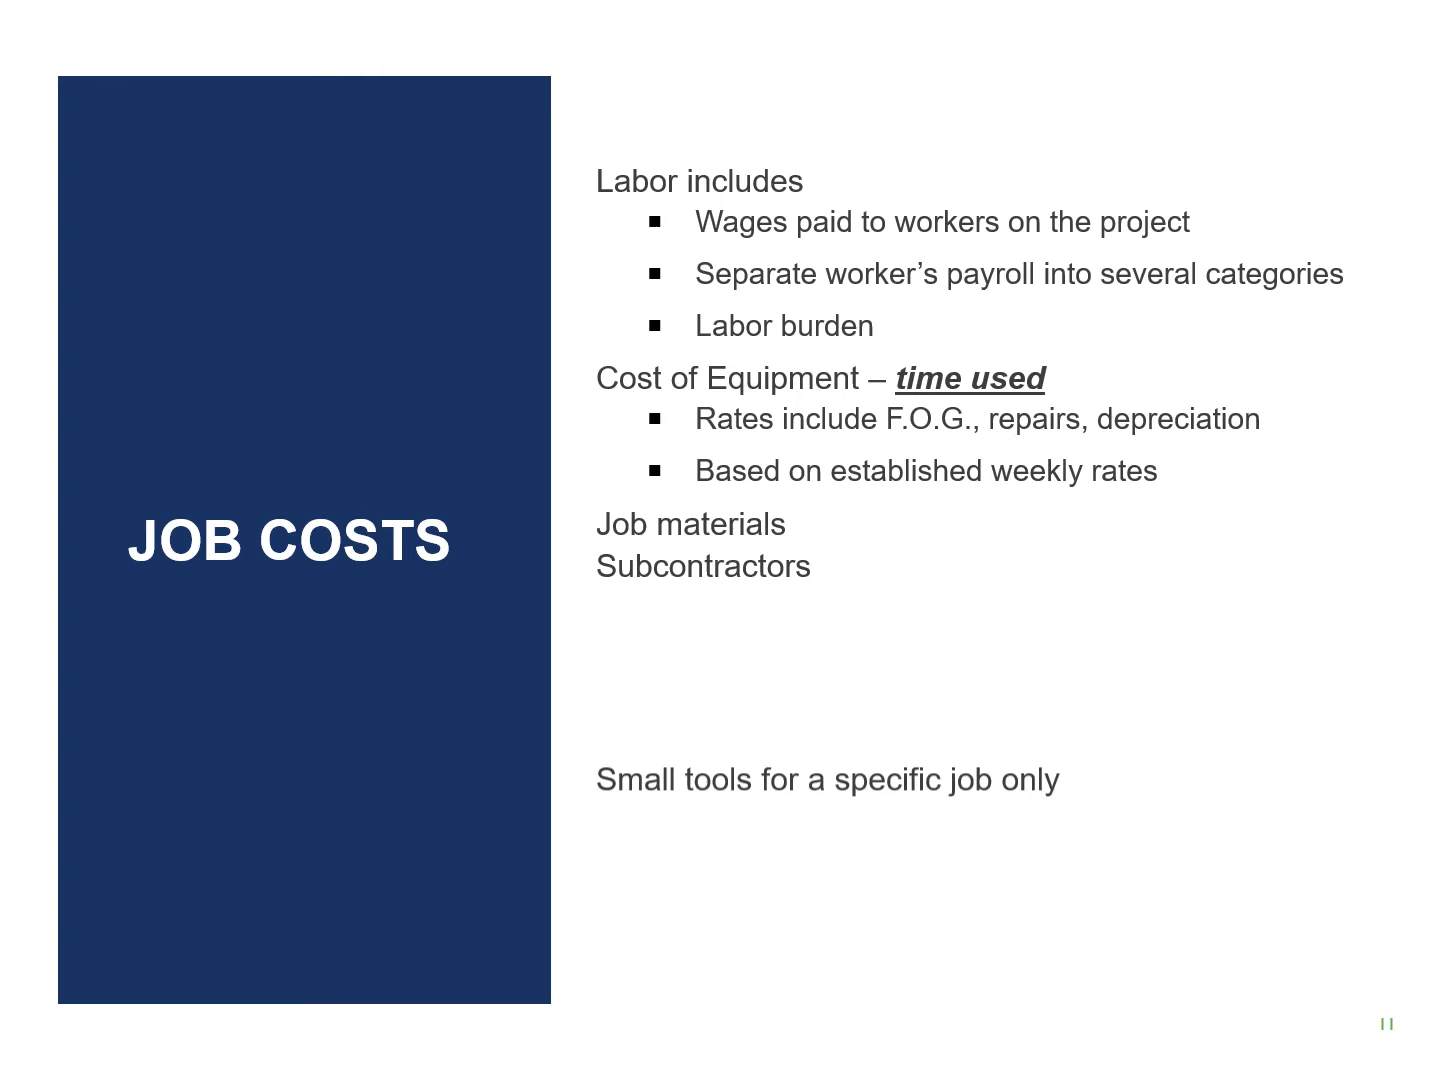 JOB COSTS
Labor includes
▪ Wages paid to workers on the project
▪ Separate worker’s payroll into several categories
▪ Labor burden
Cost of Equipment – time used
▪ Rates include F.O.G., repairs, depreciation
▪ Based on established weekly rates
Job materials
Subcontractors
Small tools for a specific job only
11